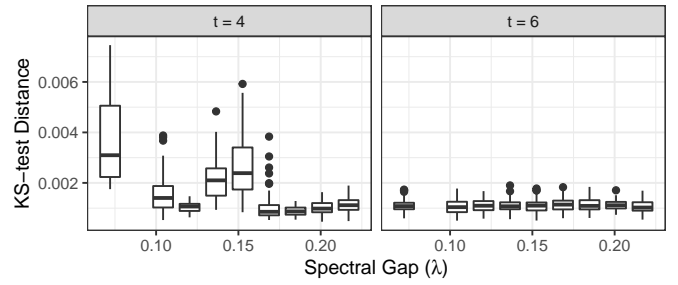 t = 4
t = 6
KS−test Distance
0.006
0.004
0.002
0.10 0.15 0.20 0.10 0.15 0.20
Spectral Gap (λ)